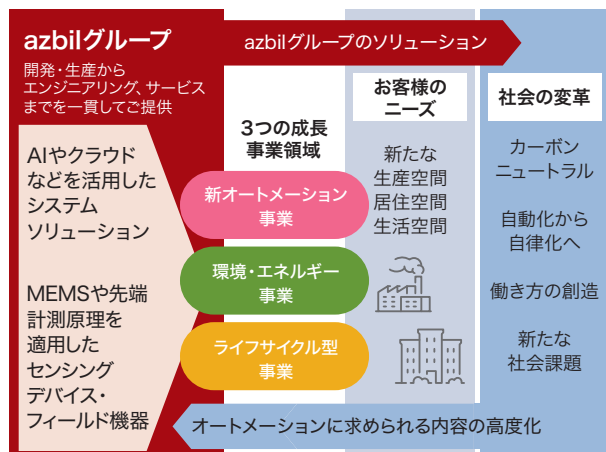 azbilグループ
開発・生産から
エンジニアリング、サービス
までを一貫してご提供
azbilグループのソリューション
AIやクラウド
などを活用した
システム
ソリューション
MEMSや先端
計測原理を
適用した
センシング
デバイス・
フィールド機器
3つの成長
事業領域
新オートメーション
事業
環境・エネルギー
事業
ライフサイクル型
事業
お客様の
ニーズ
新たな
生産空間
居住空間
生活空間
社会の変革
カーボン
ニュートラル
自動化から
自律化へ
働き方の創造
新たな
社会課題
オートメーションに求められる内容の高度化